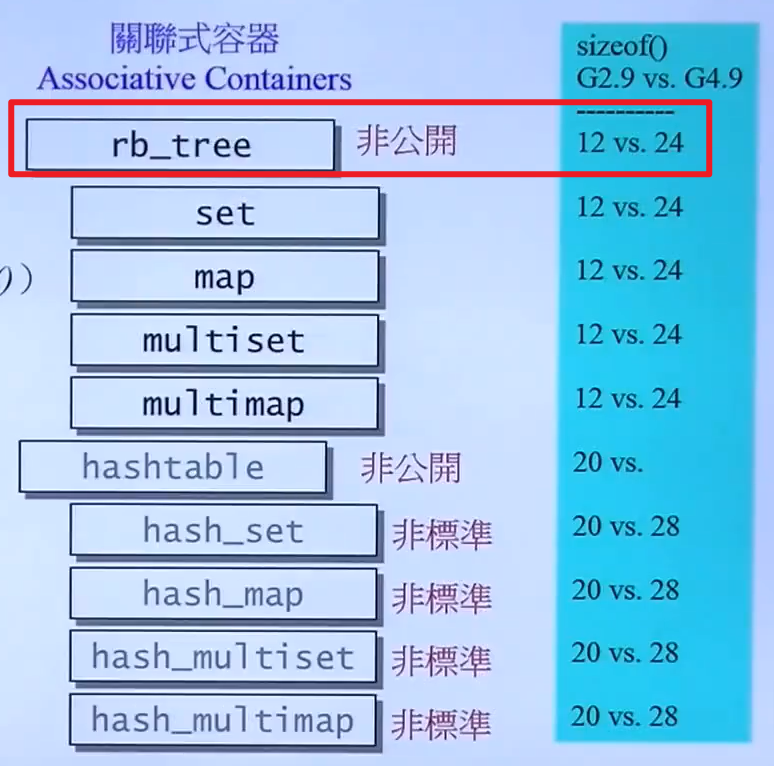 關聯式容器
Associative Containers
sizeof()
G2.9 vs. G4.9
----------
rb_tree 非公開 12 vs. 24
set 12 vs. 24
()) map 12 vs. 24
multiset 12 vs. 24
multimap 12 vs. 24
hashtable 非公開 20 vs.
hash_set 非標準 20 vs. 28
hash_map 非標準 20 vs. 28
hash_multiset 非標準 20 vs. 28
hash_multimap 非標準 20 vs. 28